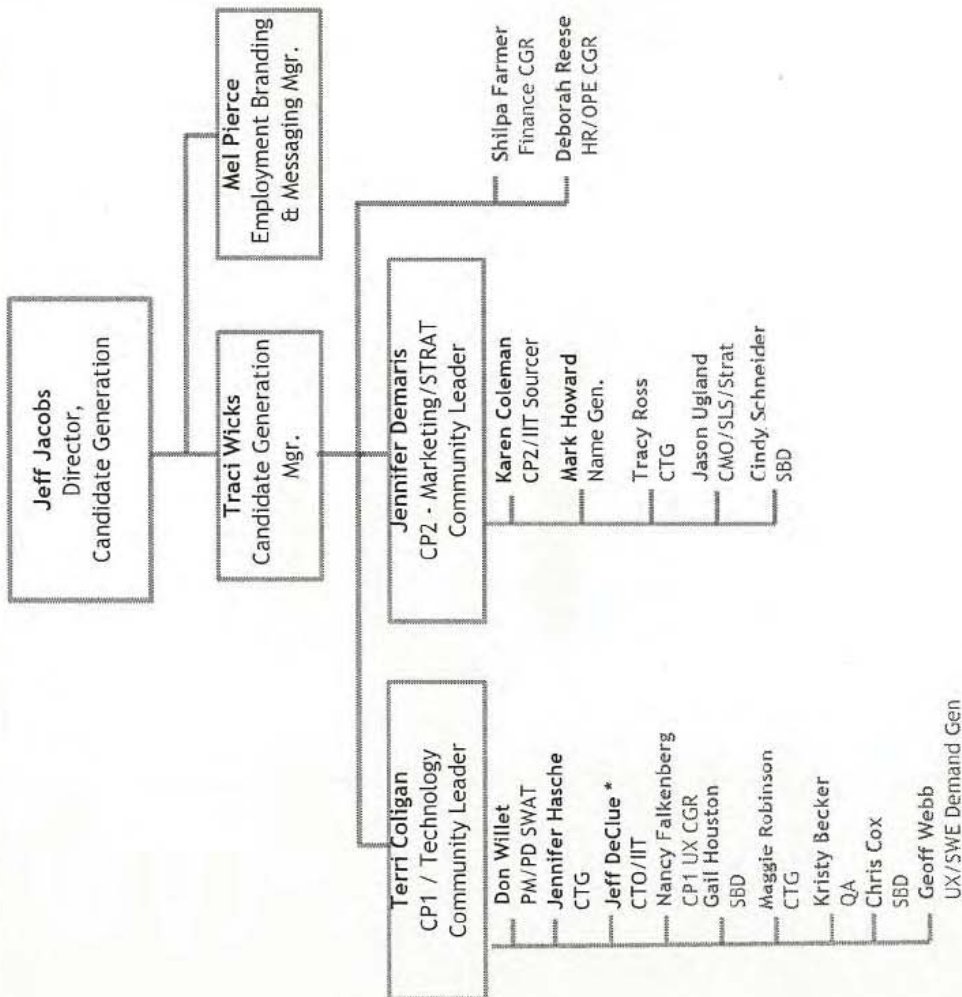 Jeff Jacobs
Director,
Candidate Generation
Mel Pierce
Employment Branding
& Messaging Mgr.
Traci Wicks
Candidate Generation
Mgr.
Terri Coligan
CP1 / Technology
Community Leader
Don Willet
PM/PD SWAT
Jennifer Hasche
CTG
Jeff DeClue *
CTO/IIT
Nancy Falkenberg
CP1 UX CGR
Gail Houston
SBD
Maggie Robinson
CTG
Kristy Becker
QA
Chris Cox
SBD
Geoff Webb
UX/SWE Demand Gen
Jennifer Demaris
CP2 - Marketing/STRAT
Community Leader
Karen Coleman
CP2/IIT Sourcer
Mark Howard
Name Gen.
Tracy Ross
CTG
Jason Ugland
CMO/SLS/Strat
Cindy Schneider
SBD
Shilpa Farmer
Finance CGR
Deborah Reese
HR/OPE CGR